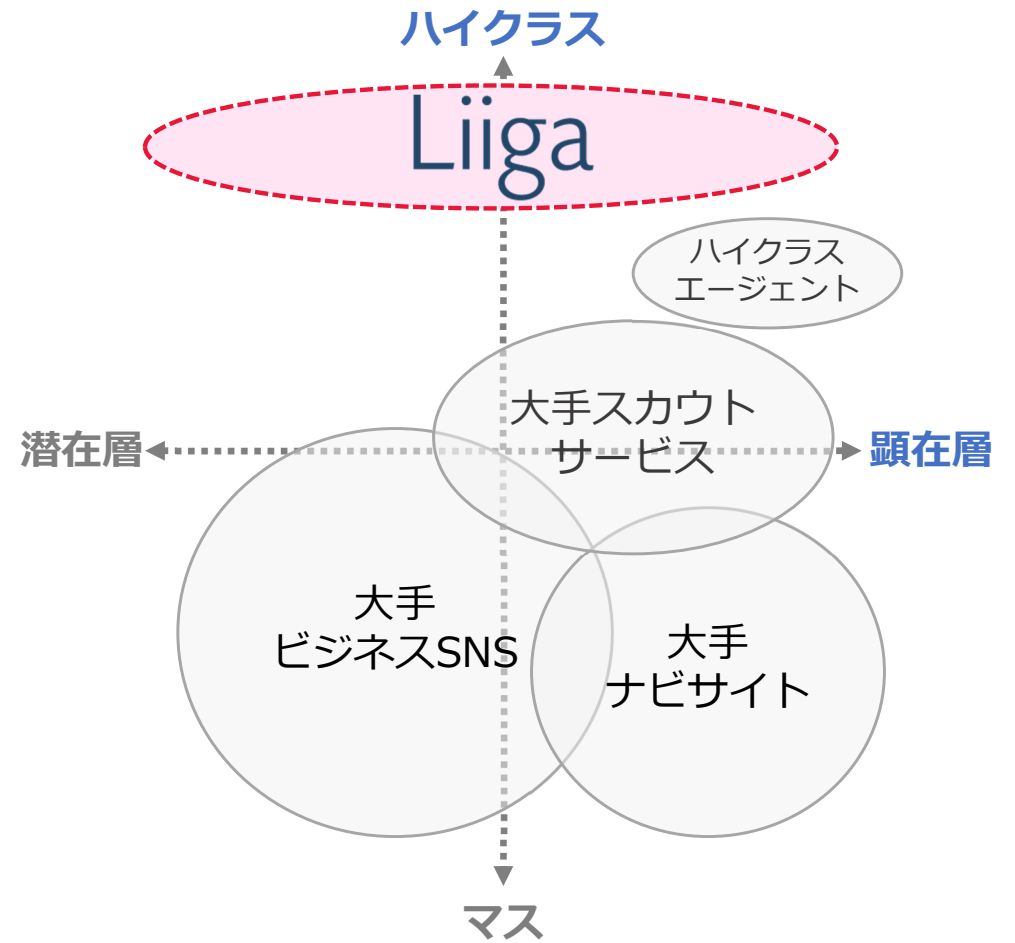 ハイクラス
Liiga
ハイクラス
エージェント
大手スカウト
サービス
潜在層
顕在層
大手
ビジネスSNS
大手
ナビサイト
マス